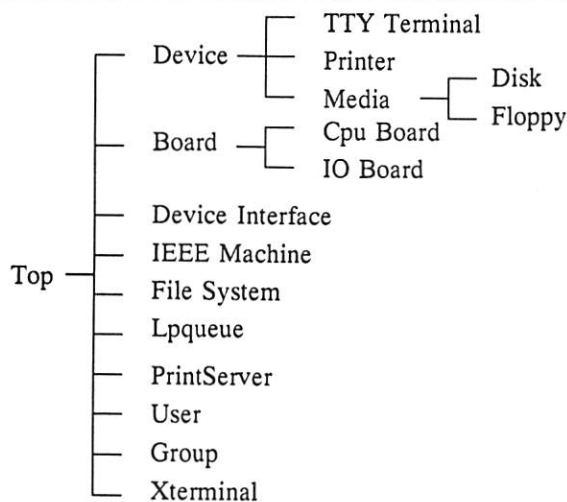 TTY Terminal
Device
Printer
Disk
Media
Floppy
Cpu Board
Board
IO Board
Device Interface
IEEE Machine
Top
File System
Lpqueue
PrintServer
User
Group
Xterminal